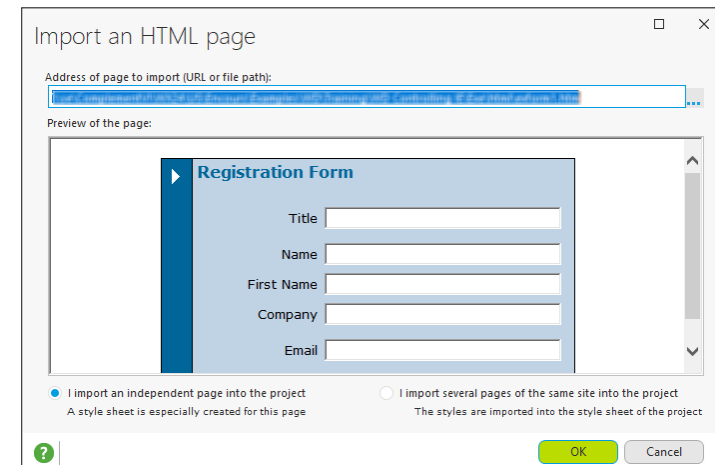 Import an HTML page
Address of page to import (URL or file path):
...
Preview of the page:
Registration Form
Title
Name
First Name
Company
Email
I import an independent page into the project
A style sheet is especially created for this page
I import several pages of the same site into the project
The styles are imported into the style sheet of the project
?
OK
Cancel